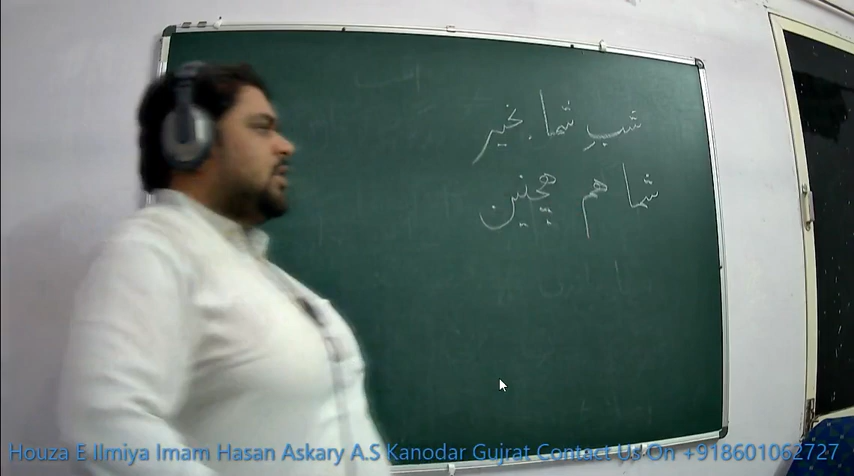 شبِ شما بخیر
شما هم همچنین
Houza E Ilmiya Imam Hasan Askary A.S Kanodar Gujrat Contact Us On +918601062727